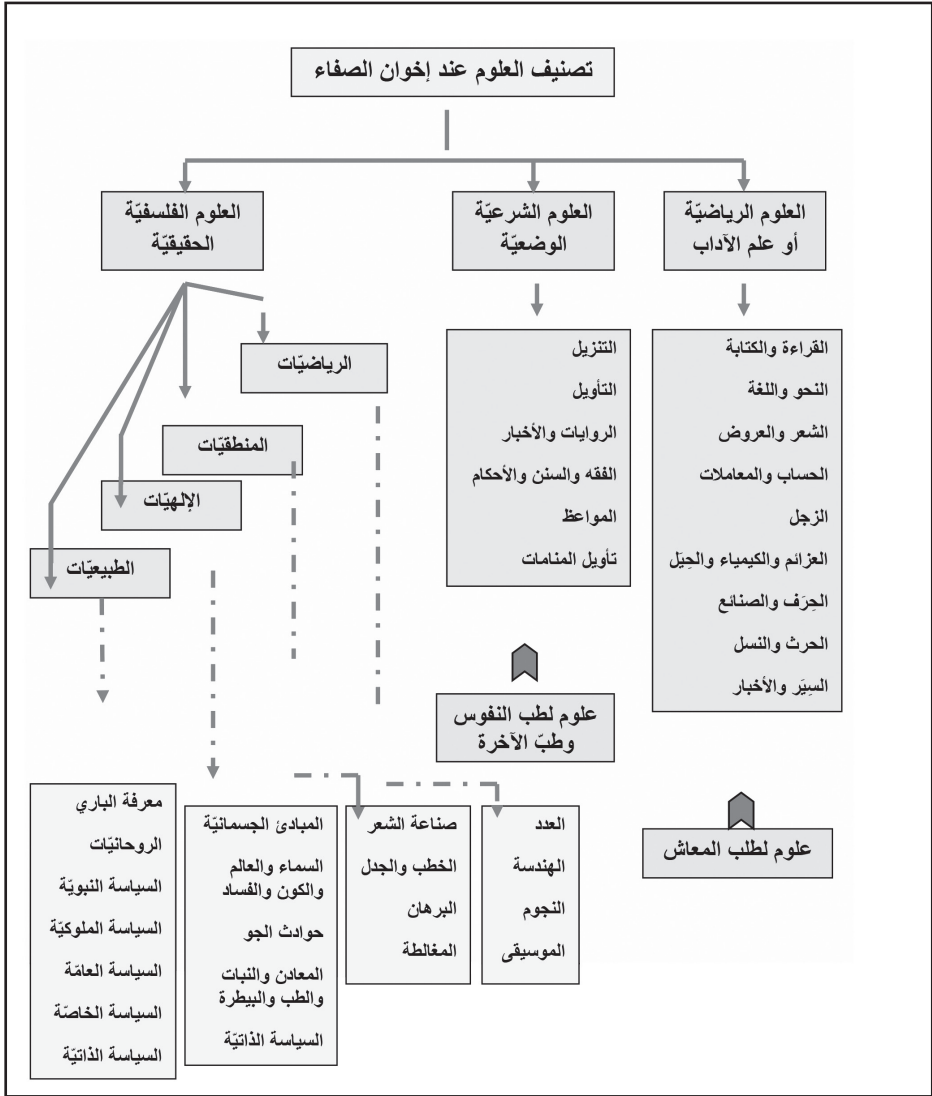 تصنيف العلوم عند إخوان الصفاء
العلوم الرياضيّة
أو علم الآداب
العلوم الشرعيّة
الوضعيّة
العلوم الفلسفيّة
الحقيقيّة
القراءة والكتابة
النحو واللغة
الشعر والعروض
الحساب والمعاملات
الزجل
العزائم والكيمياء والحِيَل
الحِرَف والصنائع
الحرث والنسل
السِيَر والأخبار
علوم لطلب المعاش
التنزيل
التأويل
الروايات والأخبار
الفقه والسنن والأحكام
المواعظ
تأويل المنامات
علوم لطب النفوس
وطبّ الآخرة
الرياضيّات
المنطقيّات
الإلهيّات
الطبيعيّات
العدد
الهندسة
النجوم
الموسيقى
صناعة الشعر
الخطب والجدل
البرهان
المغالطة
المبادئ الجسمانيّة
السماء والعالم
والكون والفساد
حوادث الجو
المعادن والنبات
والطب والبيطرة
السياسة الذاتيّة
معرفة الباري
الروحانيّات
السياسة النبويّة
السياسة الملوكيّة
السياسة العامّة
السياسة الخاصّة
السياسة الذاتيّة